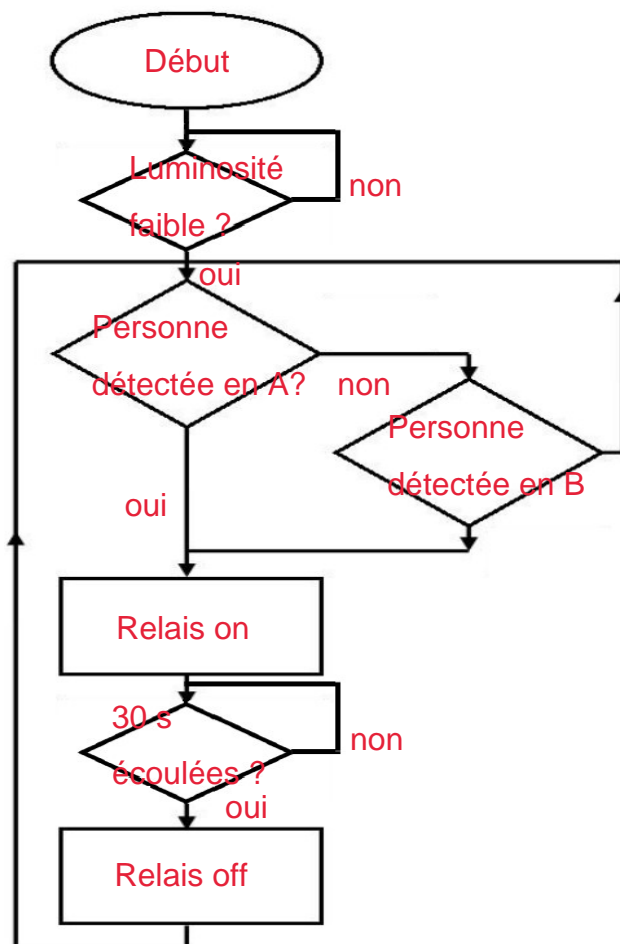 Début
Luminosité
faible ?
non
oui
Personne
détectée en A?
non
Personne
détectée en B
oui
Relais on
30 s
écoulées ?
non
oui
Relais off